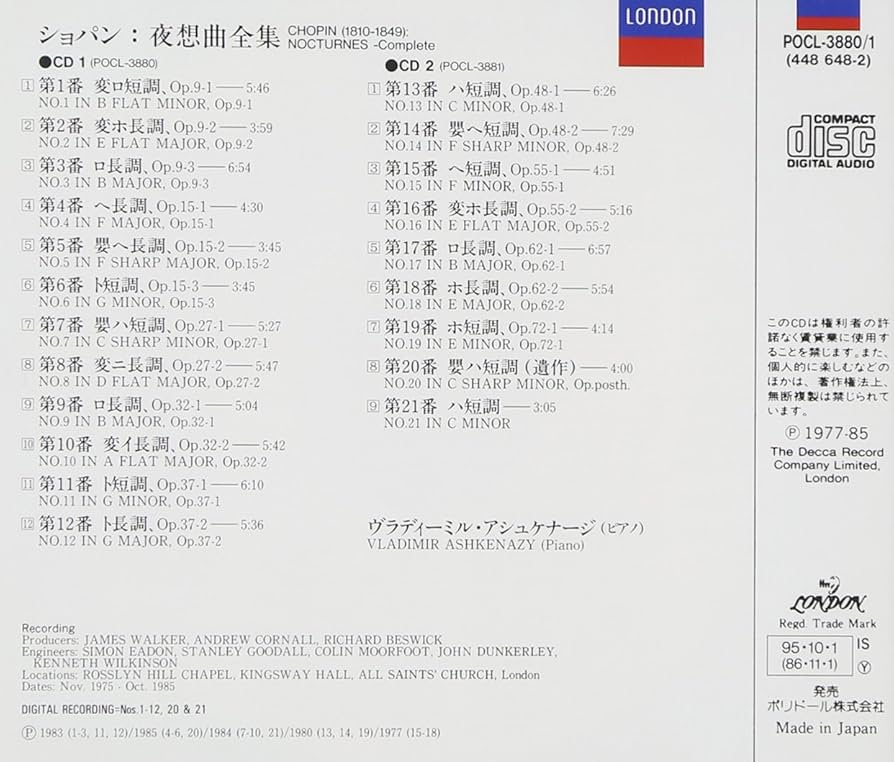 ショパン：夜想曲全集 CHOPIN (1810-1849):
NOCTURNES -Complete
●CD 1 (POCL-3880)
1 第1番 変ロ短調、Op.9-1 — 5:46
NO.1 IN B FLAT MINOR, Op.9-1
2 第2番 変ホ長調、Op.9-2 — 3:59
NO.2 IN E FLAT MAJOR, Op.9-2
3 第3番 ロ長調、Op.9-3 — 6:54
NO.3 IN B MAJOR, Op.9-3
4 第4番 ヘ長調、Op.15-1 — 4:30
NO.4 IN F MAJOR, Op.15-1
5 第5番 嬰ヘ長調、Op.15-2 — 3:45
NO.5 IN F SHARP MAJOR, Op.15-2
6 第6番 ト短調、Op.15-3 — 3:45
NO.6 IN G MINOR, Op.15-3
7 第7番 嬰ハ短調、Op.27-1 — 5:27
NO.7 IN C SHARP MINOR, Op.27-1
8 第8番 変ニ長調、Op.27-2 — 5:47
NO.8 IN D FLAT MAJOR, Op.27-2
9 第9番 ロ長調、Op.32-1 — 5:04
NO.9 IN B MAJOR, Op.32-1
10 第10番 変イ長調、Op.32-2 — 5:42
NO.10 IN A FLAT MAJOR, Op.32-2
11 第11番 ト短調、Op.37-1 — 6:10
NO.11 IN G MINOR, Op.37-1
12 第12番 ト長調、Op.37-2 — 5:36
NO.12 IN G MAJOR, Op.37-2
●CD 2 (POCL-3881)
1 第13番 ハ短調、Op.48-1 — 6:26
NO.13 IN C MINOR, Op.48-1
2 第14番 嬰ヘ短調、Op.48-2 — 7:29
NO.14 IN F SHARP MINOR, Op.48-2
3 第15番 ヘ短調、Op.55-1 — 4:51
NO.15 IN F MINOR, Op.55-1
4 第16番 変ホ長調、Op.55-2 — 5:16
NO.16 IN E FLAT MAJOR, Op.55-2
5 第17番 ロ長調、Op.62-1 — 6:57
NO.17 IN B MAJOR, Op.62-1
6 第18番 ホ長調、Op.62-2 — 5:54
NO.18 IN E MAJOR, Op.62-2
7 第19番 ホ短調、Op.72-1 — 4:14
NO.19 IN E MINOR, Op.72-1
8 第20番 嬰ハ短調（遺作） — 4:00
NO.20 IN C SHARP MINOR, Op.posth.
9 第21番 ハ短調 — 3:05
NO.21 IN C MINOR
ヴラディーミル・アシュケナージ（ピアノ）
VLADIMIR ASHKENAZY (Piano)
Recording
Producers: JAMES WALKER, ANDREW CORNALL, RICHARD BESWICK
Engineers: SIMON EADON, STANLEY GOODALL, COLIN MOORFOOT, JOHN DUNKERLEY,
KENNETH WILKINSON
Locations: ROSSLYN HILL CHAPEL, KINGSWAY HALL, ALL SAINTS' CHURCH, London
Dates: Nov. 1975 - Oct. 1985
DIGITAL RECORDING=Nos.1-12, 20 & 21
Ⓟ 1983 (1-3, 11, 12)/1985 (4-6, 20)/1984 (7-10, 21)/1980 (13, 14, 19)/1977 (15-18)
LONDON
POCL-3880/1
(448 648-2)
COMPACT
disc
DIGITAL AUDIO
このCDは権利者の許
諾なく賃貸業に使用す
ることを禁じます。また、
個人的に楽しむなどの
ほかは、著作権法上、
無断複製は禁じられて
います。
Ⓟ 1977-85
The Decca Record
Company Limited,
London
LONDON
Regd. Trade Mark
95・10・1
(86・11・1)
IS
Ⓨ
発売
ポリドール株式会社
Made in Japan